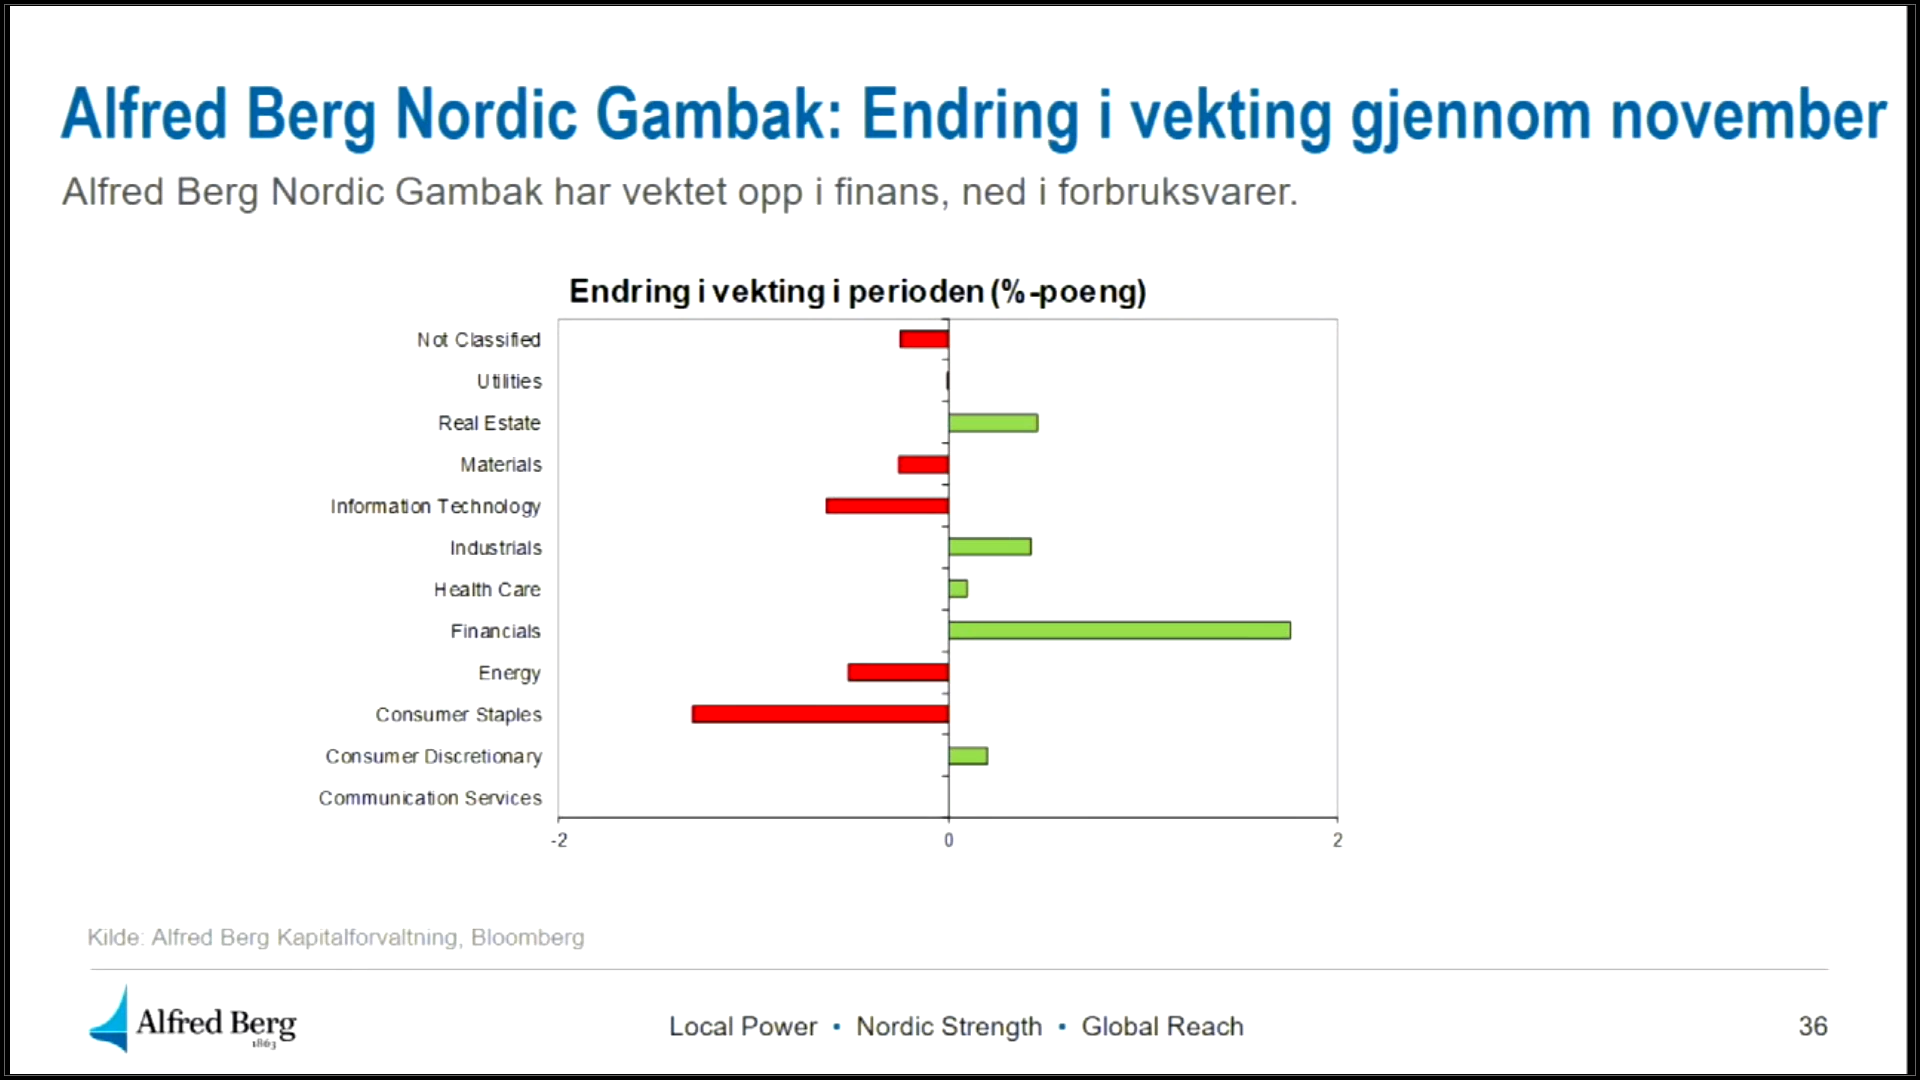 Alfred Berg Nordic Gambak: Endring i vekting gjennom november
Alfred Berg Nordic Gambak har vektet opp i finans, ned i forbruksvarer.
Endring i vekting i perioden (%-poeng)
Not Classified
Utilities
Real Estate
Materials
Information Technology
Industrials
Health Care
Financials
Energy
Consumer Staples
Consumer Discretionary
Communication Services
-2 0 2
Kilde: Alfred Berg Kapitalforvaltning, Bloomberg
Alfred Berg
1863
Local Power • Nordic Strength • Global Reach
36